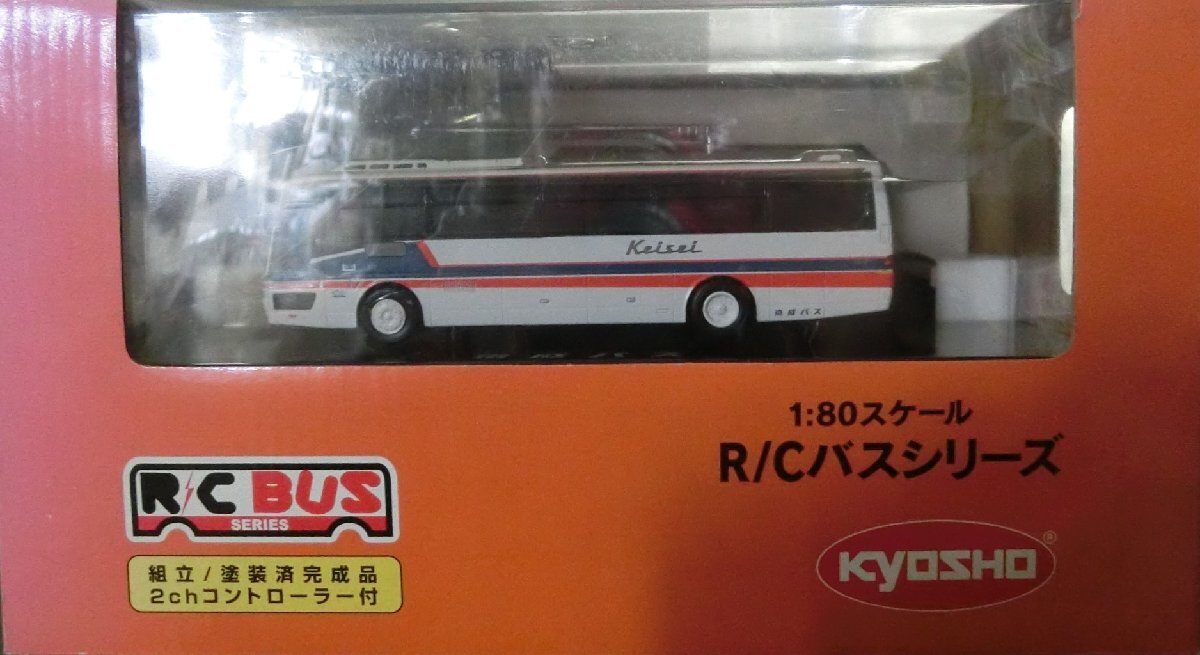 Keisei
京成バス
1:80スケール
R/Cバスシリーズ
R/C BUS
SERIES
組立/塗装済完成品
2chコントローラー付
KYOSHO®